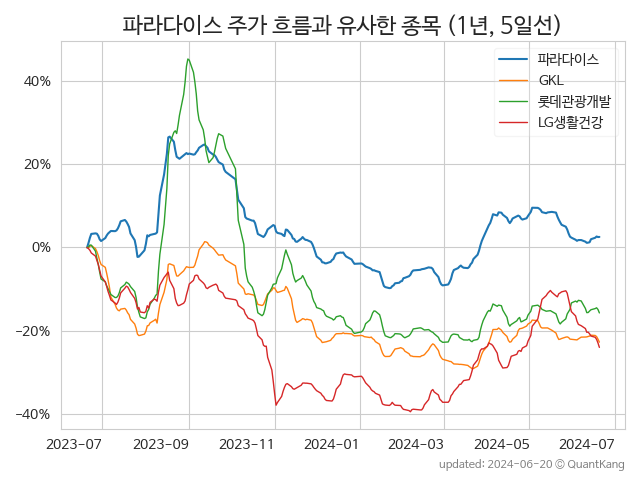 파라다이스 주가 흐름과 유사한 종목 (1년, 5일선)
파라다이스
GKL
롯데관광개발
LG생활건강
40%
20%
0%
−20%
−40%
2023-07 2023-09 2023-11 2024-01 2024-03 2024-05 2024-07
updated: 2024-06-20 © QuantKang